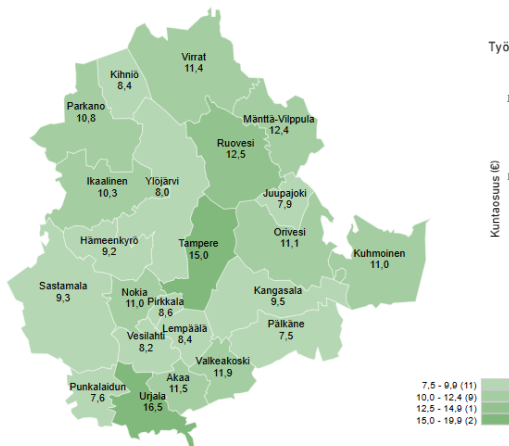 Virrat
11,4
Kihniö
8,4
Parkano
10,8
Mänttä-Vilppula
12,4
Ruovesi
12,5
Ikaalinen
10,3
Ylöjärvi
8,0
Juupajoki
7,9
Hämeenkyrö
9,2
Tampere
15,0
Orivesi
11,1
Kuhmoinen
11,0
Sastamala
9,3
Nokia
11,0
Pirkkala
8,6
Kangasala
9,5
Vesilahti
8,2
Lempäälä
8,4
Pälkäne
7,5
Valkeakoski
11,9
Punkalaidun
7,6
Akaa
11,5
Urjala
16,5
7,5 - 9,9 (11)
10,0 - 12,4 (9)
12,5 - 14,9 (1)
15,0 - 19,9 (2)
Työ
Kuntaosuus (€)